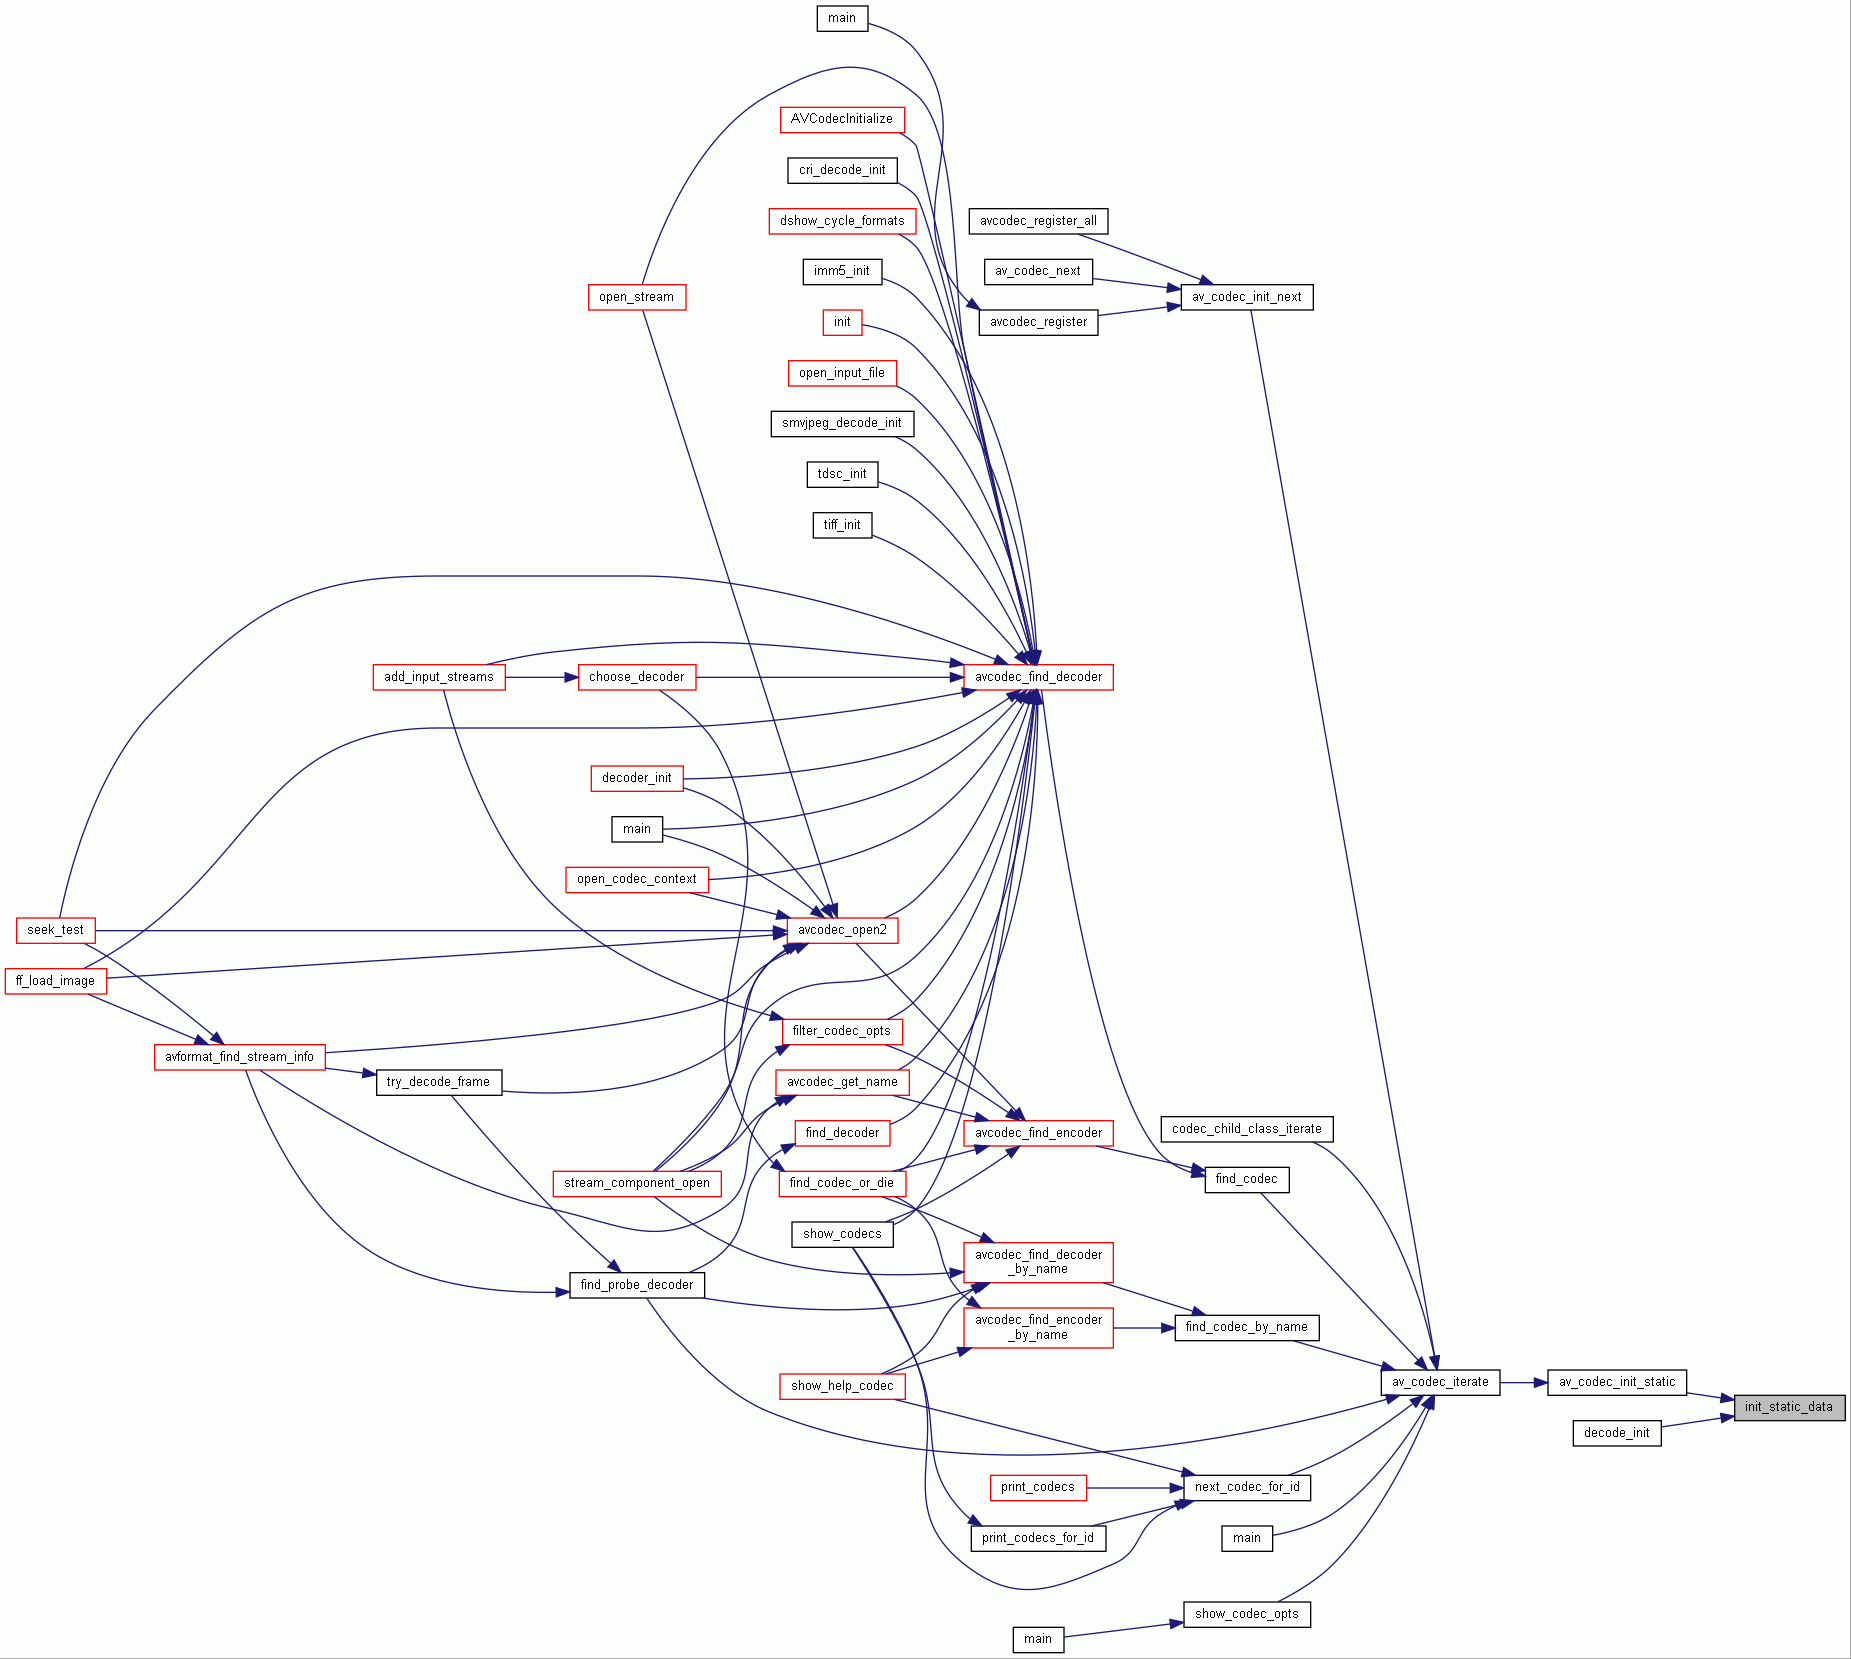 main
AVCodecInitialize
cri_decode_init
dshow_cycle_formats
avcodec_register_all
imm5_init
av_codec_next
open_stream
av_codec_init_next
init
avcodec_register
open_input_file
smvjpeg_decode_init
tdsc_init
tiff_init
add_input_streams
choose_decoder
avcodec_find_decoder
decoder_init
main
open_codec_context
seek_test
avcodec_open2
ff_load_image
filter_codec_opts
avformat_find_stream_info
try_decode_frame
avcodec_get_name
find_decoder
avcodec_find_encoder
codec_child_class_iterate
stream_component_open
find_codec_or_die
find_codec
show_codecs
avcodec_find_decoder
_by_name
find_probe_decoder
avcodec_find_encoder
_by_name
find_codec_by_name
show_help_codec
av_codec_iterate
av_codec_init_static
init_static_data
decode_init
print_codecs
next_codec_for_id
print_codecs_for_id
main
show_codec_opts
main